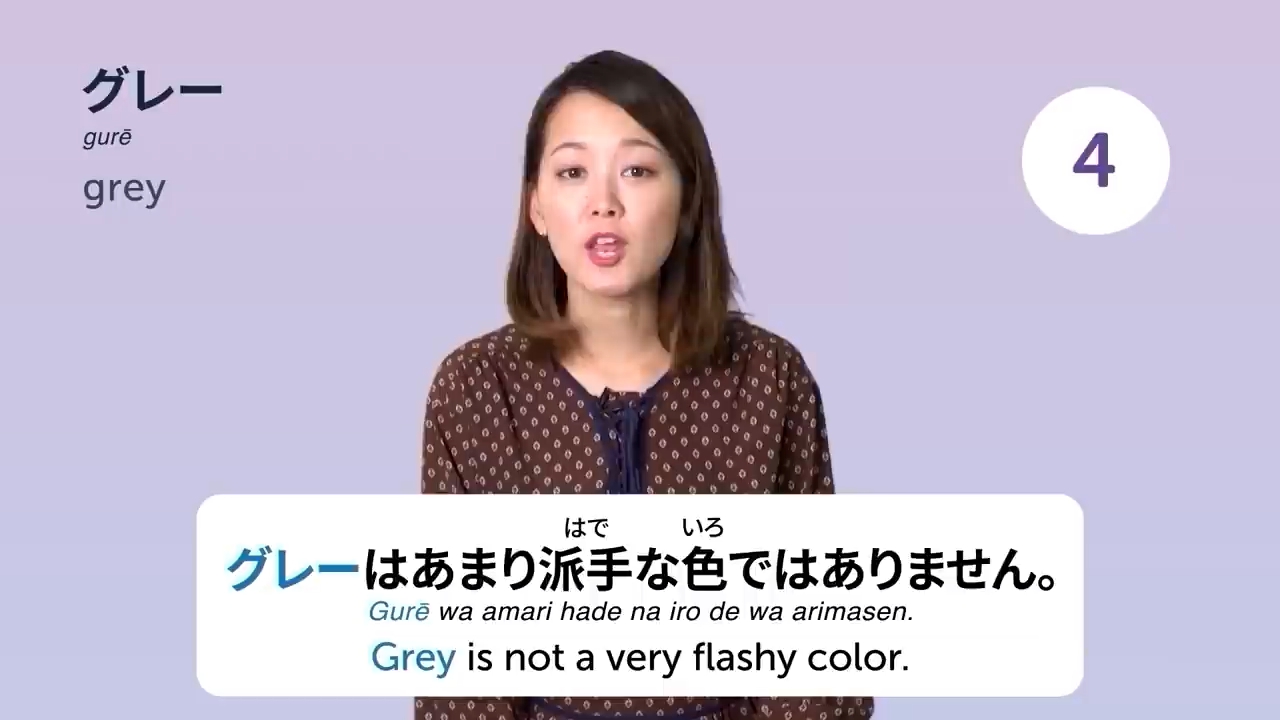 グレー
gurē
grey
4
はで いろ
グレーはあまり派手な色ではありません。
Gurē wa amari hade na iro de wa arimasen.
Grey is not a very flashy color.